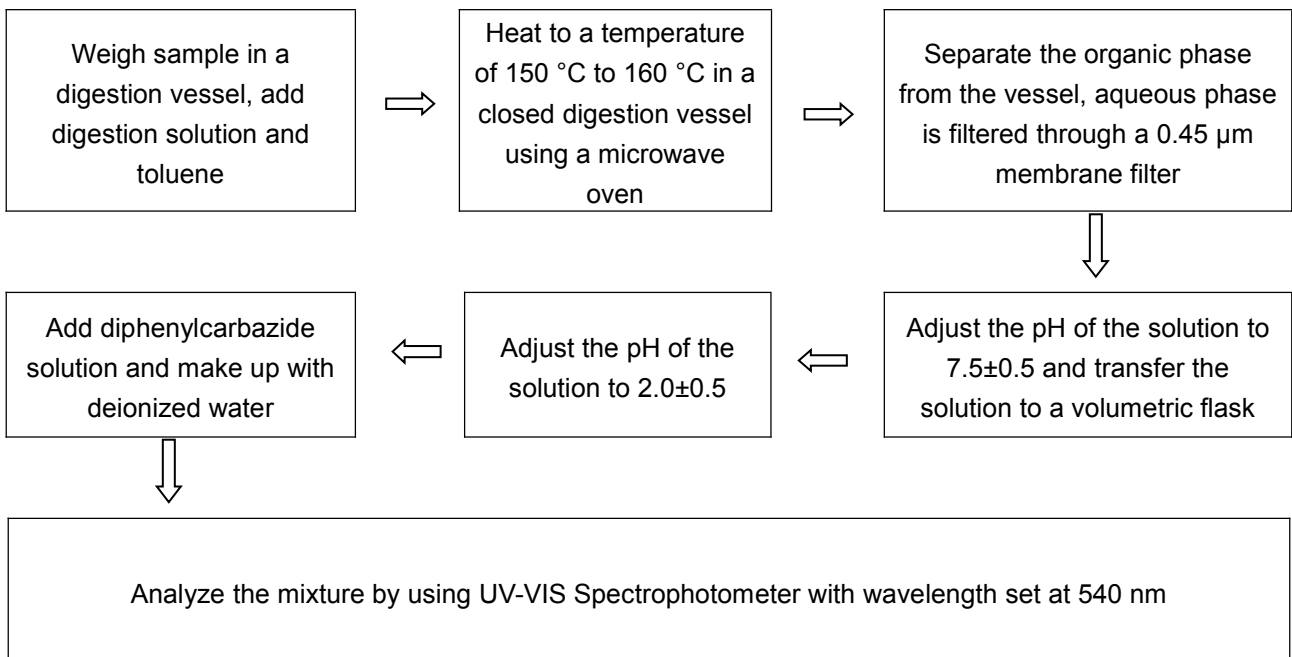 Weigh sample in a
digestion vessel, add
digestion solution and
toluene
Heat to a temperature
of 150 °C to 160 °C in a
closed digestion vessel
using a microwave
oven
Separate the organic phase
from the vessel, aqueous phase
is filtered through a 0.45 μm
membrane filter
Adjust the pH of the solution to
7.5±0.5 and transfer the
solution to a volumetric flask
Adjust the pH of the
solution to 2.0±0.5
Add diphenylcarbazide
solution and make up with
deionized water
Analyze the mixture by using UV-VIS Spectrophotometer with wavelength set at 540 nm